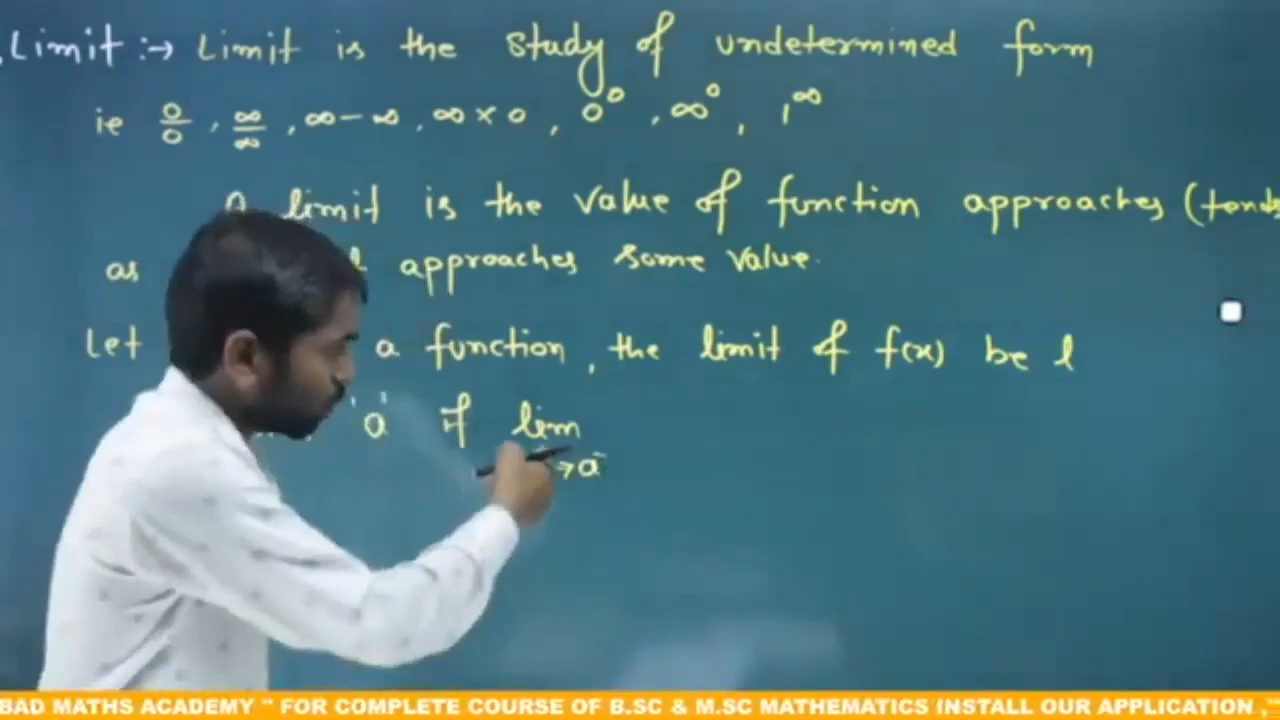 Limit :→ Limit is the study of undetermined form
ie 0/0 , ∞/∞ , ∞-∞ , ∞×0 , 0⁰ , ∞⁰ , 1^∞
A limit is the value of function approaches (tends
as approaches some value.
Let a function , the limit of f(x) be l
'a' if lim
→a⁻
BAD MATHS ACADEMY " FOR COMPLETE COURSE OF B.SC & M.SC MATHEMATICS INSTALL OUR APPLICATION ,"